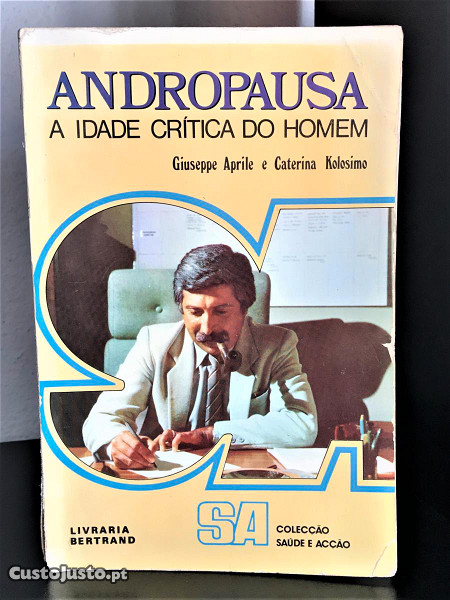 ANDROPAUSA
A IDADE CRÍTICA DO HOMEM
Giuseppe Aprile e Caterina Kolosimo
LIVRARIA
BERTRAND
SA
COLECÇÃO
SAÚDE E ACÇÃO
CustoJusto.pt